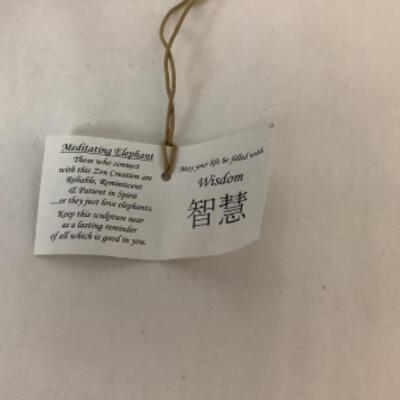 Meditating Elephant
Those who connect
with this Zen Creation are
Reliable, Reminiscent
& Patient in Spirit
...or they just love elephants.
Keep this sculpture near
as a lasting reminder
of all which is good in you.
May your life be filled with
Wisdom
智慧